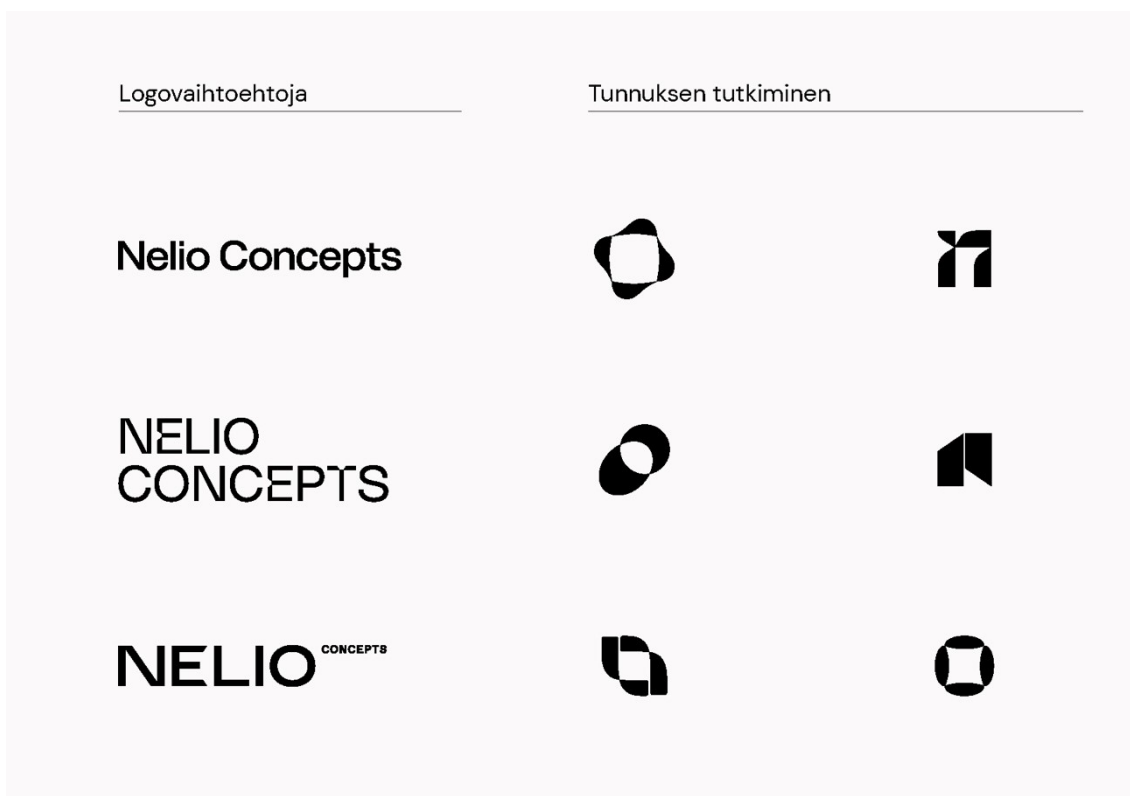 Logovaihtoehtoja
Tunnuksen tutkiminen
Nelio Concepts
NELIO
CONCEPTS
NELIO CONCEPTS